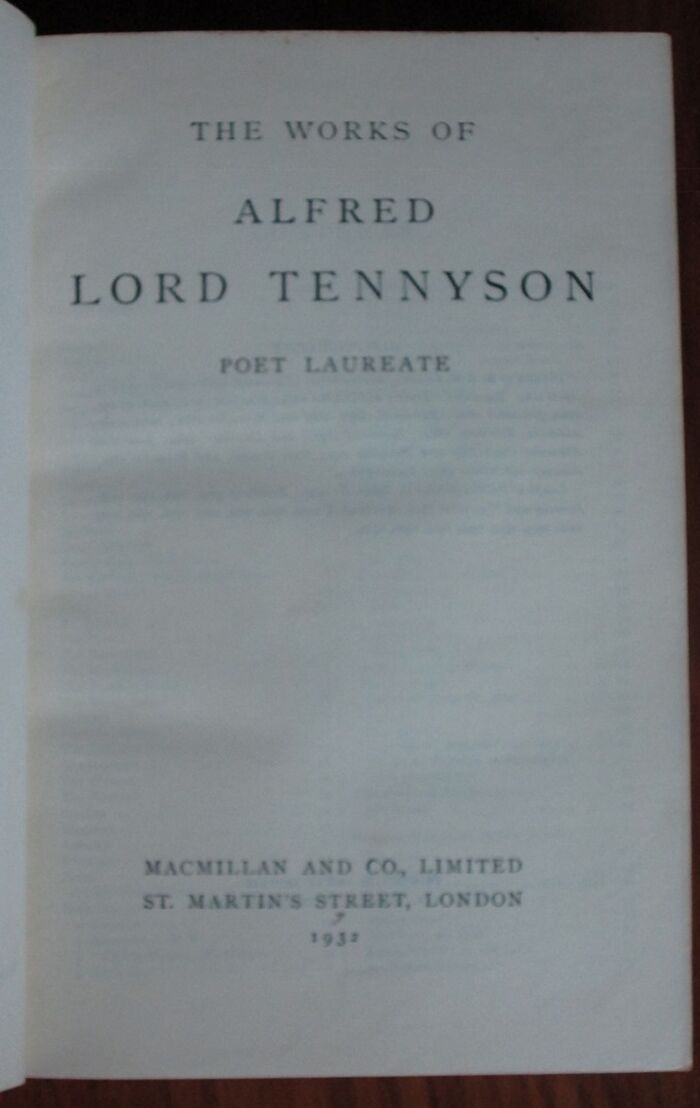 THE WORKS OF
ALFRED
LORD TENNYSON
POET LAUREATE
MACMILLAN AND CO., LIMITED
ST. MARTIN'S STREET, LONDON
1932